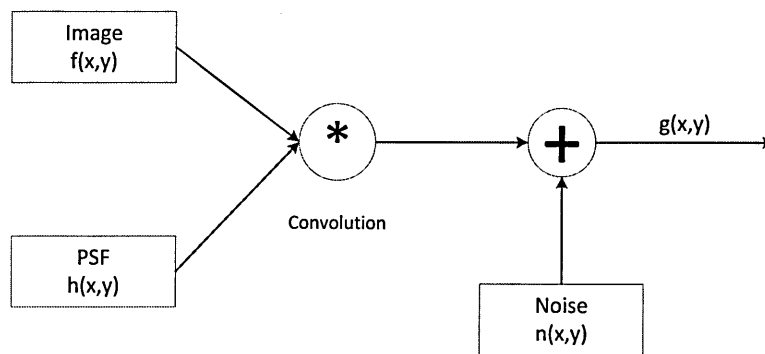 Image
f(x,y)
*
+
g(x,y)
Convolution
PSF
h(x,y)
Noise
n(x,y)